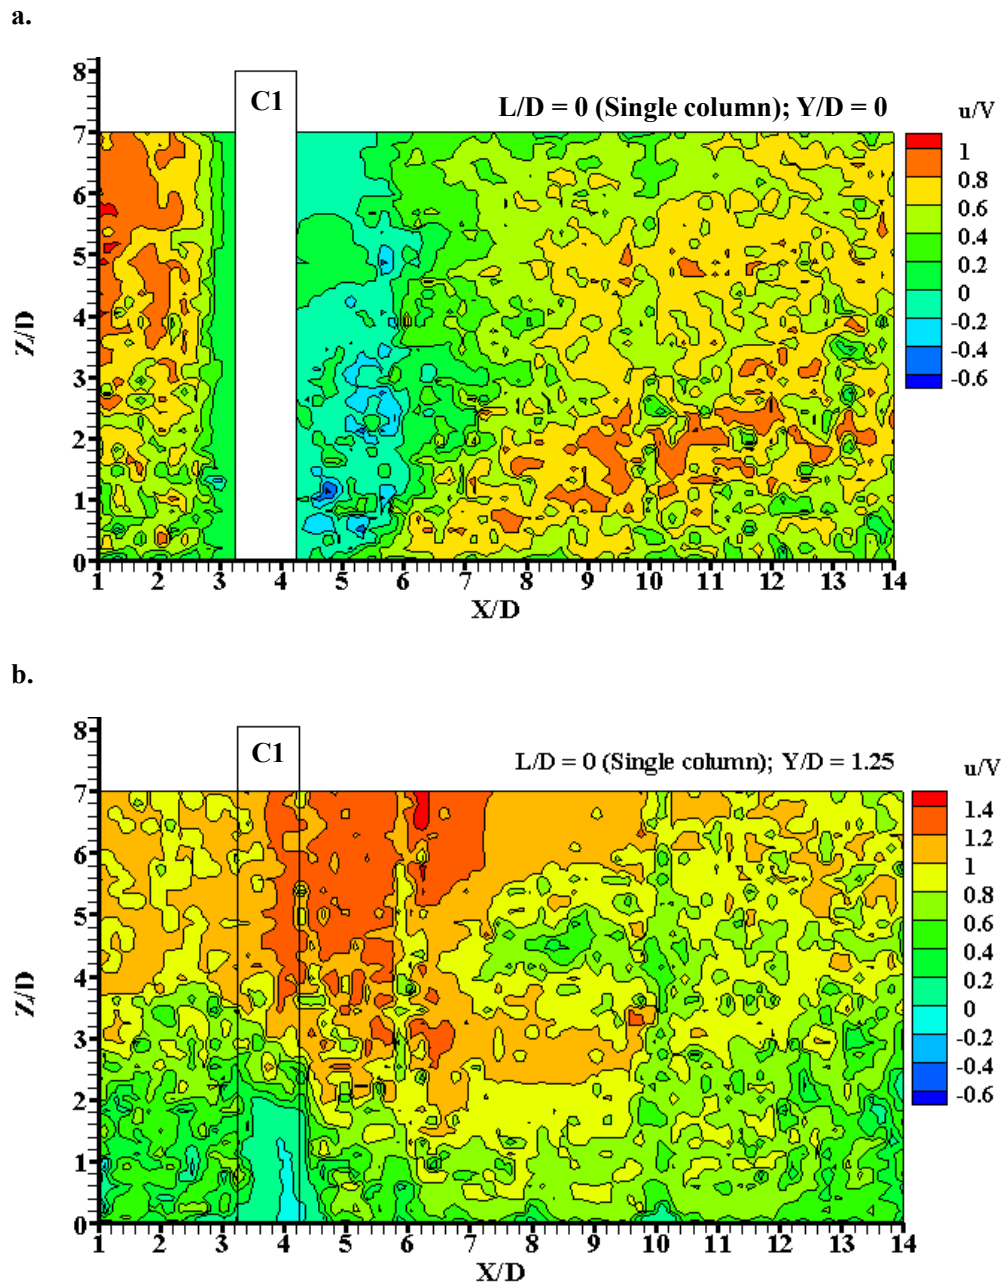 a.
C1
L/D = 0 (Single column); Y/D = 0
u/V
8
7
6
5
4
3
2
1
0
Z/D
1
0.8
0.6
0.4
0.2
0
-0.2
-0.4
-0.6
1 2 3 4 5 6 7 8 9 10 11 12 13 14
X/D
b.
C1
L/D = 0 (Single column); Y/D = 1.25
u/V
8
7
6
5
4
3
2
1
0
Z/D
1.4
1.2
1
0.8
0.6
0.4
0.2
0
-0.2
-0.4
-0.6
1 2 3 4 5 6 7 8 9 10 11 12 13 14
X/D